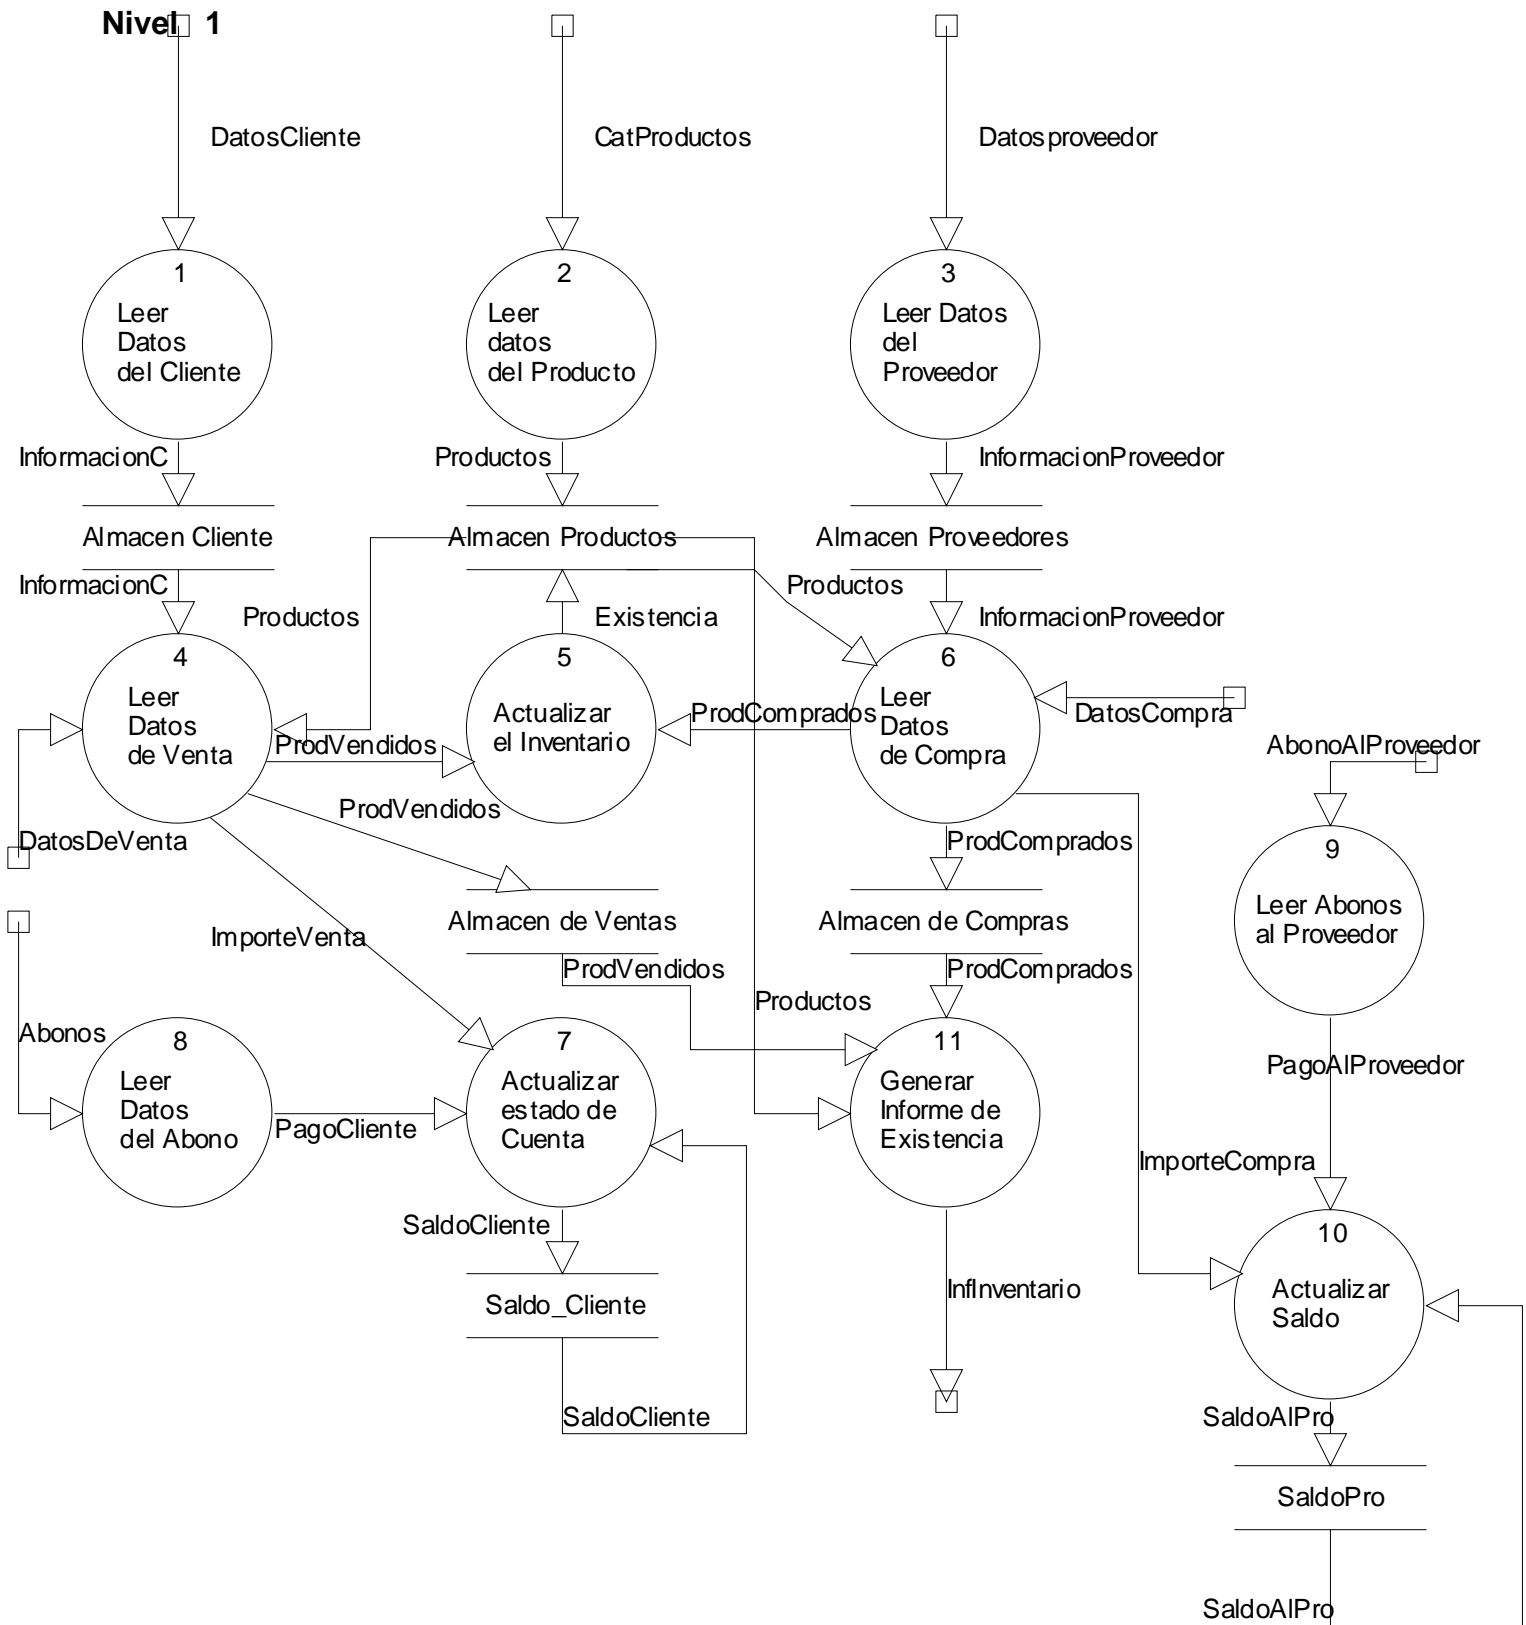 Nivel 1
DatosCliente
CatProductos
Datosproveedor
1
Leer
Datos
del Cliente
2
Leer
datos
del Producto
3
Leer Datos
del
Proveedor
InformacionC
Productos
InformacionProveedor
Almacen Cliente
Almacen Productos
Almacen Proveedores
InformacionC
Productos
Existencia
Productos
InformacionProveedor
4
Leer
Datos
de Venta
5
Actualizar
el Inventario
6
Leer
Datos
de Compra
ProdVendidos
ProdComprados
DatosCompra
AbonoAlProveedor
DatosDeVenta
ProdVendidos
ProdComprados
9
Leer Abonos
al Proveedor
ImporteVenta
Almacen de Ventas
Almacen de Compras
ProdVendidos
ProdComprados
Productos
Abonos
8
Leer
Datos
del Abono
PagoCliente
7
Actualizar
estado de
Cuenta
11
Generar
Informe de
Existencia
PagoAlProveedor
ImporteCompra
SaldoCliente
Saldo_Cliente
SaldoCliente
InfInventario
10
Actualizar
Saldo
SaldoAlPro
SaldoPro
SaldoAlPro